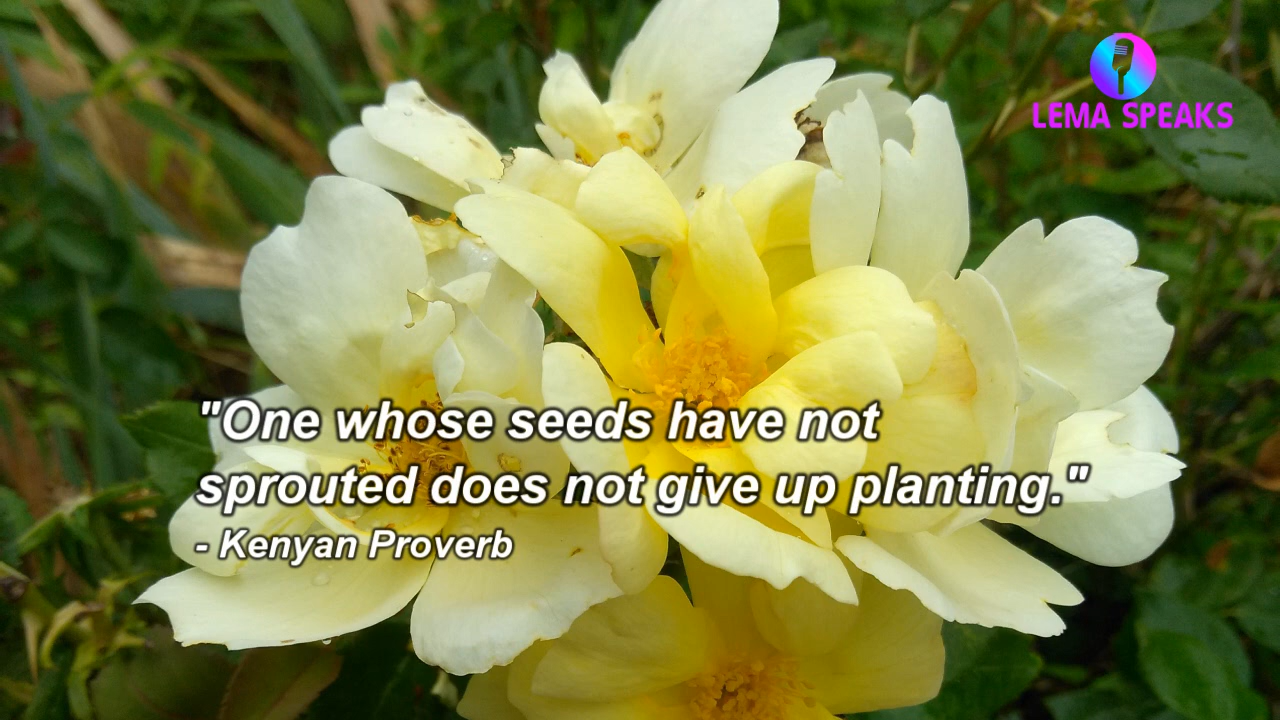 LEMA SPEAKS
"One whose seeds have not
sprouted does not give up planting."
- Kenyan Proverb